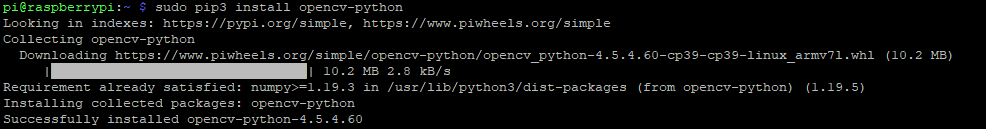 pi@raspberrypi:~ $ sudo pip3 install opencv-python
Looking in indexes: https://pypi.org/simple, https://www.piwheels.org/simple
Collecting opencv-python
  Downloading https://www.piwheels.org/simple/opencv-python/opencv_python-4.5.4.60-cp39-cp39-linux_armv7l.whl (10.2 MB)
     |████████████████████████████████| 10.2 MB 2.8 kB/s
Requirement already satisfied: numpy>=1.19.3 in /usr/lib/python3/dist-packages (from opencv-python) (1.19.5)
Installing collected packages: opencv-python
Successfully installed opencv-python-4.5.4.60